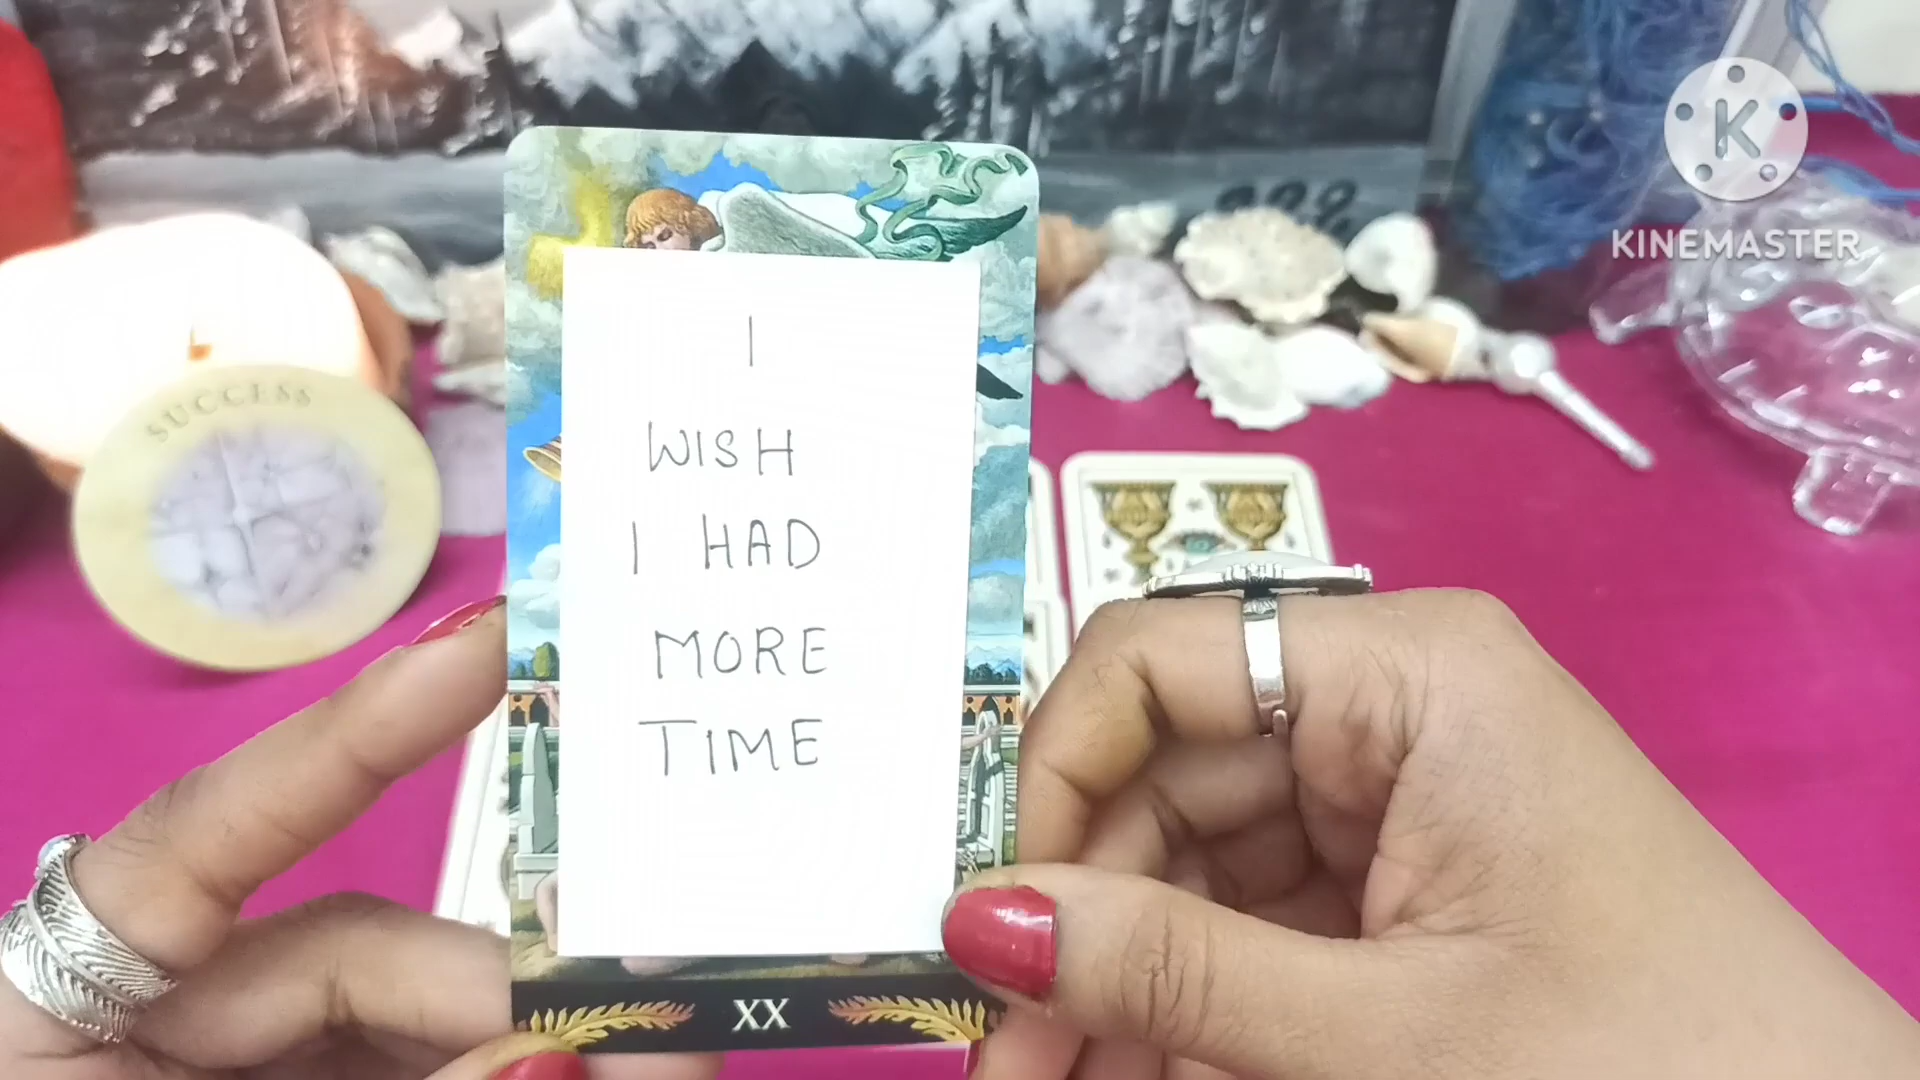 KINEMASTER
SUCCESS
I
WISH
I HAD
MORE
TIME
XX